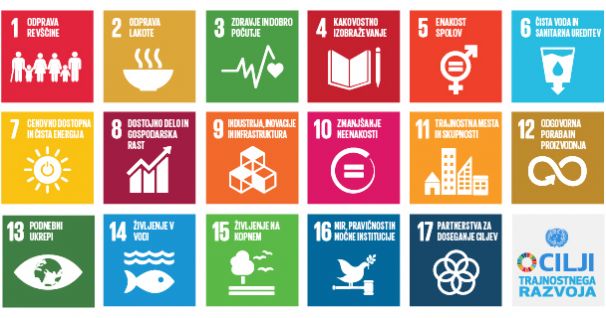 1 ODPRAVA
REVŠČINE
2 ODPRAVA
LAKOTE
3 ZDRAVJE IN DOBRO
POČUTJE
4 KAKOVOSTNO
IZOBRAŽEVANJE
5 ENAKOST
SPOLOV
6 ČISTA VODA IN
SANITARNA UREDITEV
7 CENOVNO DOSTOPNA
IN ČISTA ENERGIJA
8 DOSTOJNO DELO IN
GOSPODARSKA
RAST
9 INDUSTRIJA, INOVACIJE
IN INFRASTRUKTURA
10 ZMANJŠANJE
NEENAKOSTI
11 TRAJNOSTNA MESTA
IN SKUPNOSTI
12 ODGOVORNA
PORABA IN
PROIZVODNJA
13 PODNEBNI
UKREPI
14 ŽIVLJENJE V
VODI
15 ŽIVLJENJE NA
KOPNEM
16 MIR, PRAVIČNOST IN
MOČNE INSTITUCIJE
17 PARTNERSTVA ZA
DOSEGANJE CILJEV
CILJI
TRAJNOSTNEGA
RAZVOJA